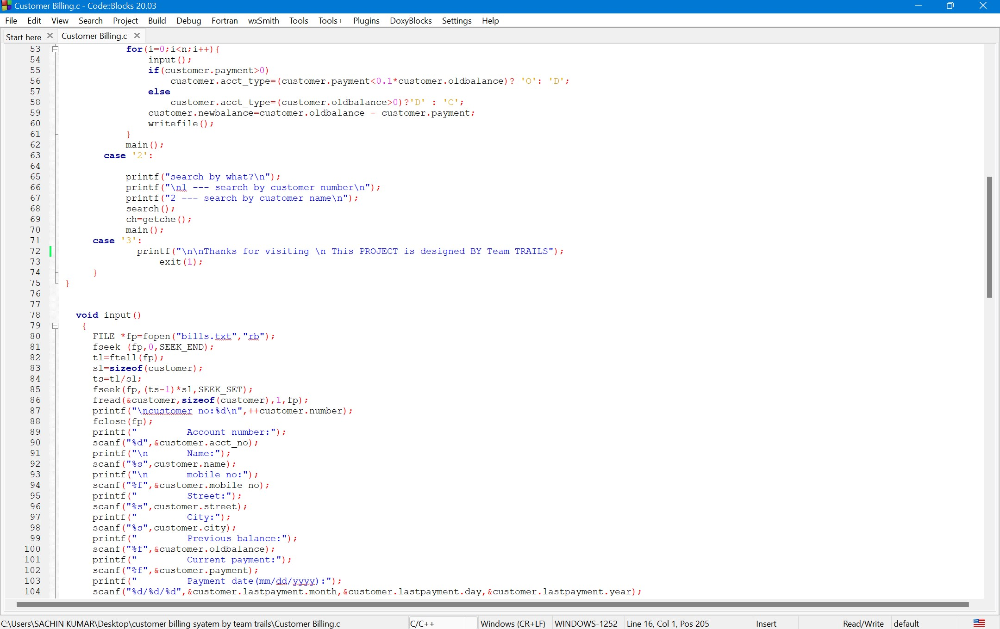 Customer Billing.c - Code::Blocks 20.03
File Edit View Search Project Build Debug Fortran wxSmith Tools Tools+ Plugins DoxyBlocks Settings Help
Start here Customer Billing.c
53 for(i=0;i<n;i++){
54 input();
55 if(customer.payment>0)
56 customer.acct_type=(customer.payment<0.1*customer.oldbalance)? 'O': 'D';
57 else
58 customer.acct_type=(customer.oldbalance>0)?'D' : 'C';
59 customer.newbalance=customer.oldbalance - customer.payment;
60 writefile();
61 }
62 main();
63 case '2':
64
65 printf("search by what?\n");
66 printf("\n1 --- search by customer number\n");
67 printf("2 --- search by customer name\n");
68 search();
69 ch=getche();
70 main();
71 case '3':
72 printf("\n\nThanks for visiting \n This PROJECT is designed BY Team TRAILS");
73 exit(1);
74 }
75 }
76
77
78 void input()
79 {
80 FILE *fp=fopen("bills.txt","rb");
81 fseek (fp,0,SEEK_END);
82 tl=ftell(fp);
83 sl=sizeof(customer);
84 ts=tl/sl;
85 fseek(fp,(ts-1)*sl,SEEK_SET);
86 fread(&customer,sizeof(customer),1,fp);
87 printf("\ncustomer no:%d\n",++customer.number);
88 fclose(fp);
89 printf(" Account number:");
90 scanf("%d",&customer.acct_no);
91 printf("\n Name:");
92 scanf("%s",customer.name);
93 printf("\n mobile no:");
94 scanf("%f",&customer.mobile_no);
95 printf(" Street:");
96 scanf("%s",customer.street);
97 printf(" City:");
98 scanf("%s",customer.city);
99 printf(" Previous balance:");
100 scanf("%f",&customer.oldbalance);
101 printf(" Current payment:");
102 scanf("%f",&customer.payment);
103 printf(" Payment date(mm/dd/yyyy):");
104 scanf("%d/%d/%d",&customer.lastpayment.month,&customer.lastpayment.day,&customer.lastpayment.year);
C:\Users\SACHIN KUMAR\Desktop\customer billing syatem by team trails\Customer Billing.c C/C++ Windows (CR+LF) WINDOWS-1252 Line 16, Col 1, Pos 205 Insert Read/Write default